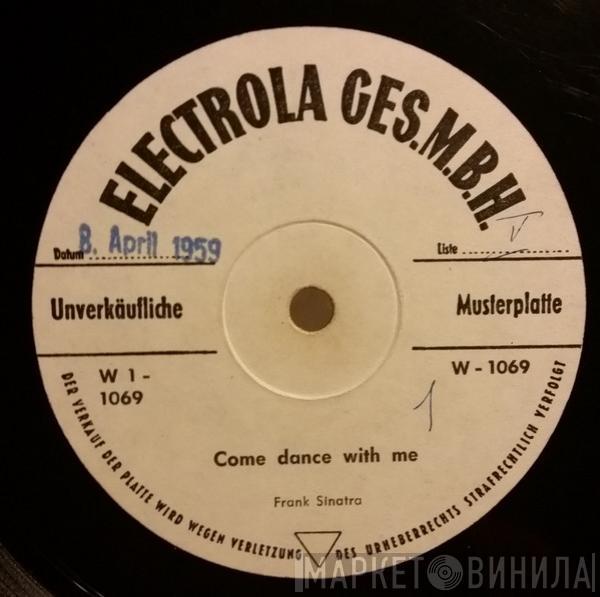 ELECTROLA GES.M.B.H.
Datum 8. April 1959
Liste V
Unverkäufliche Musterplatte
W 1 - 1069
W - 1069
1
Come dance with me
Frank Sinatra
DER VERKAUF DER PLATTE WIRD WEGEN VERLETZUNG DES URHEBERRECHTS STRAFRECHTLICH VERFOLGT
МАРКЕТ ВИНИЛА